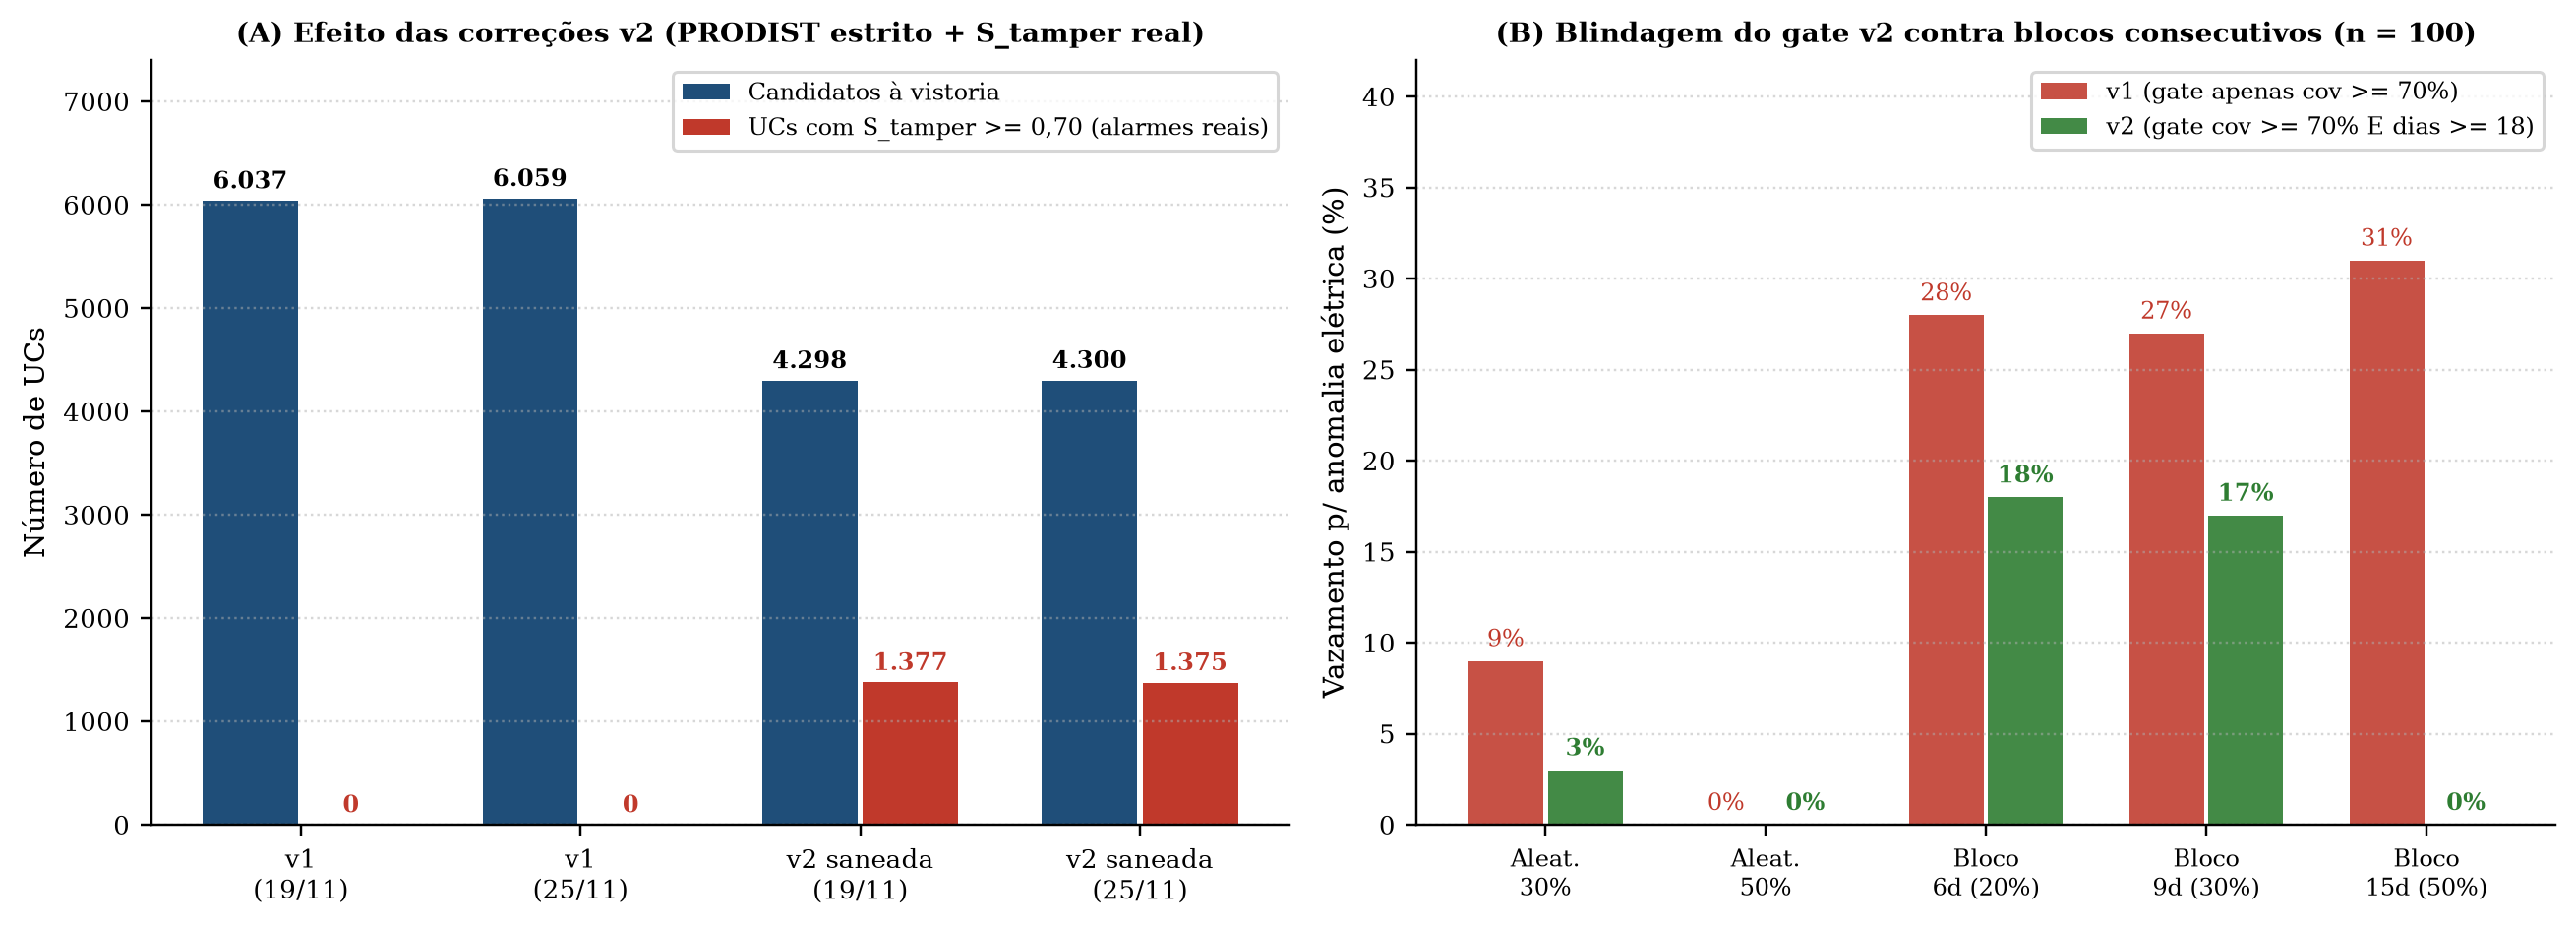 (A) Efeito das correções v2 (PRODIST estrito + S_tamper real)
Candidatos à vistoria
UCs com S_tamper >= 0,70 (alarmes reais)
Número de UCs
7000
6000
5000
4000
3000
2000
1000
0
6.037
0
6.059
0
4.298
1.377
4.300
1.375
v1
(19/11)
v1
(25/11)
v2 saneada
(19/11)
v2 saneada
(25/11)
(B) Blindagem do gate v2 contra blocos consecutivos (n = 100)
v1 (gate apenas cov >= 70%)
v2 (gate cov >= 70% E dias >= 18)
Vazamento p/ anomalia elétrica (%)
40
35
30
25
20
15
10
5
0
9%
3%
0%
0%
28%
18%
27%
17%
31%
0%
Aleat.
30%
Aleat.
50%
Bloco
6d (20%)
Bloco
9d (30%)
Bloco
15d (50%)